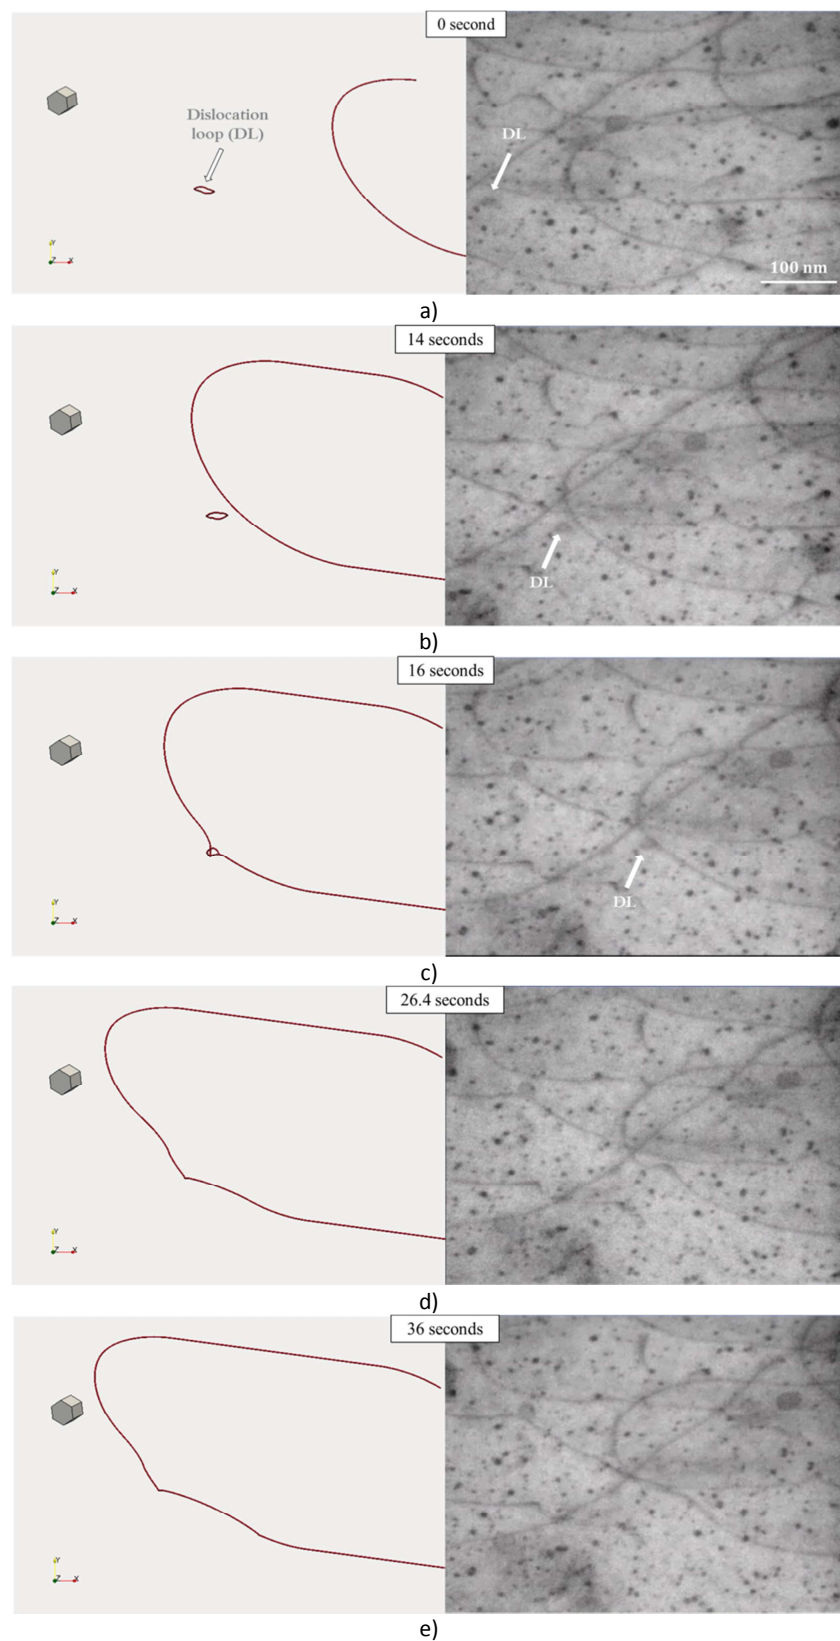 0 second
Dislocation
loop (DL)
DL
Y
Z X
100 nm
a)
14 seconds
DL
Y
Z X
b)
16 seconds
DL
Y
Z X
c)
26.4 seconds
Y
Z X
d)
36 seconds
Y
Z X
e)